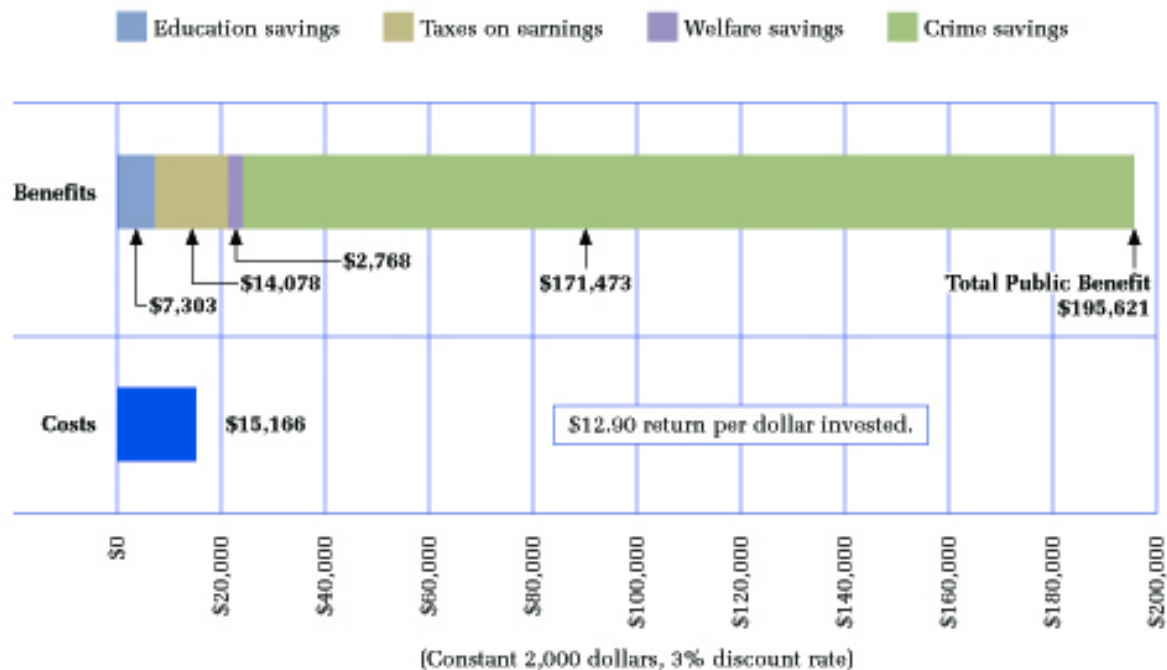 Education savings
Taxes on earnings
Welfare savings
Crime savings
Benefits
$2,768
$14,078
$7,303
$171,473
Total Public Benefit
$195,621
Costs
$15,166
$12.90 return per dollar invested.
$0
$20,000
$40,000
$60,000
$80,000
$100,000
$120,000
$140,000
$160,000
$180,000
$200,000
(Constant 2,000 dollars, 3% discount rate)